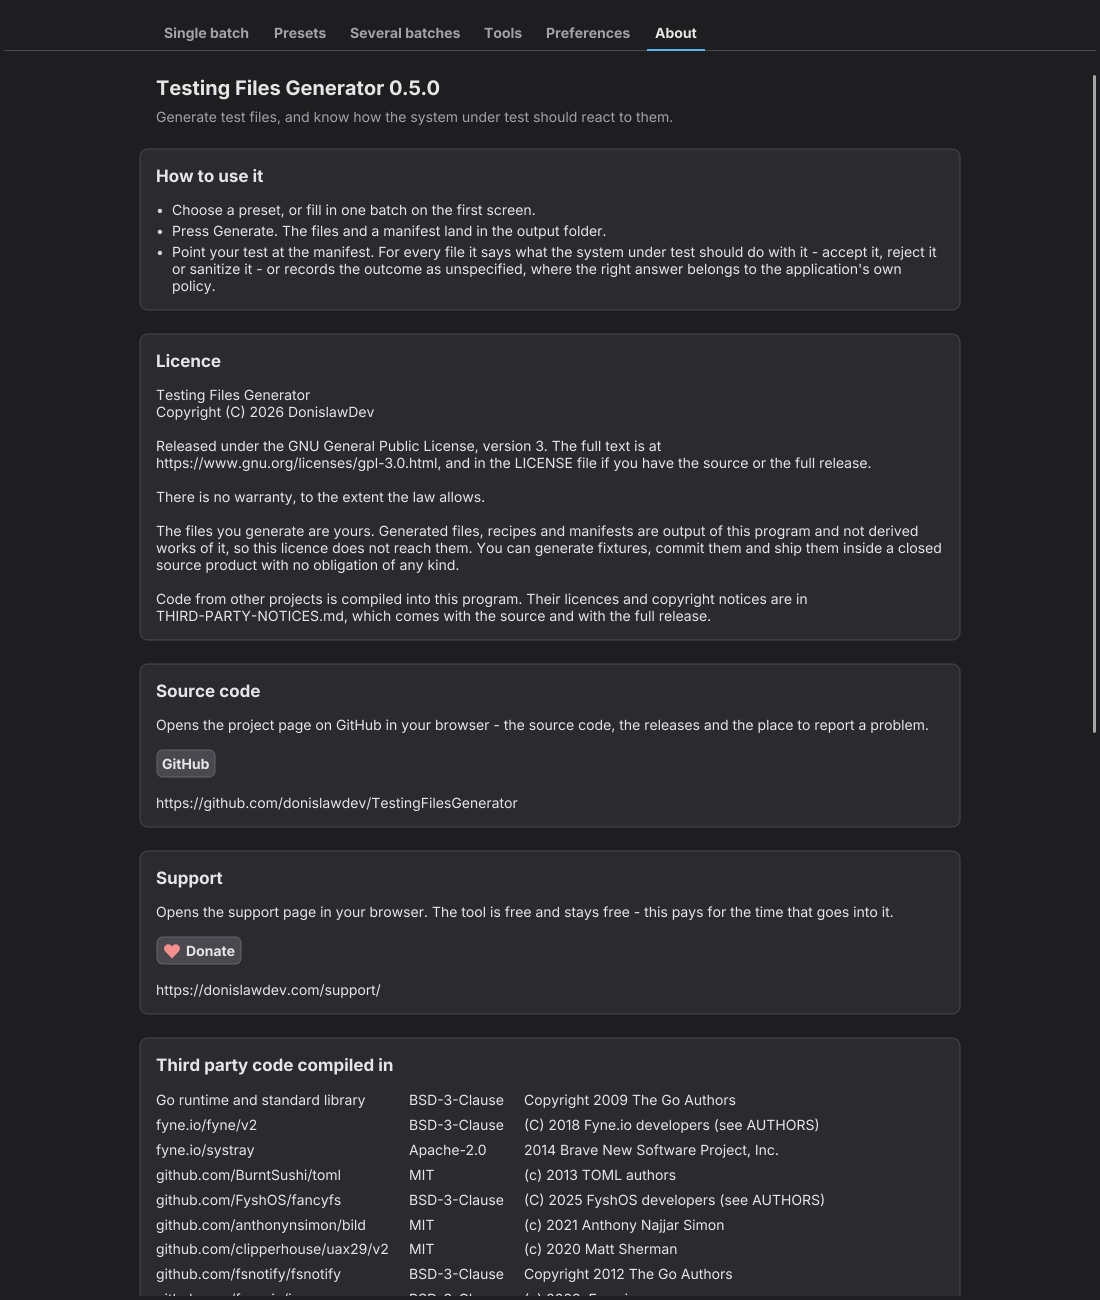 Single batch Presets Several batches Tools Preferences About
Testing Files Generator 0.5.0
Generate test files, and know how the system under test should react to them.
How to use it
• Choose a preset, or fill in one batch on the first screen.
• Press Generate. The files and a manifest land in the output folder.
• Point your test at the manifest. For every file it says what the system under test should do with it - accept it, reject it
or sanitize it - or records the outcome as unspecified, where the right answer belongs to the application's own
policy.
Licence
Testing Files Generator
Copyright (C) 2026 DonislawDev
Released under the GNU General Public License, version 3. The full text is at
https://www.gnu.org/licenses/gpl-3.0.html, and in the LICENSE file if you have the source or the full release.
There is no warranty, to the extent the law allows.
The files you generate are yours. Generated files, recipes and manifests are output of this program and not derived
works of it, so this licence does not reach them. You can generate fixtures, commit them and ship them inside a closed
source product with no obligation of any kind.
Code from other projects is compiled into this program. Their licences and copyright notices are in
THIRD-PARTY-NOTICES.md, which comes with the source and with the full release.
Source code
Opens the project page on GitHub in your browser - the source code, the releases and the place to report a problem.
GitHub
https://github.com/donislawdev/TestingFilesGenerator
Support
Opens the support page in your browser. The tool is free and stays free - this pays for the time that goes into it.
Donate
https://donislawdev.com/support/
Third party code compiled in
Go runtime and standard library BSD-3-Clause Copyright 2009 The Go Authors
fyne.io/fyne/v2 BSD-3-Clause (C) 2018 Fyne.io developers (see AUTHORS)
fyne.io/systray Apache-2.0 2014 Brave New Software Project, Inc.
github.com/BurntSushi/toml MIT (c) 2013 TOML authors
github.com/FyshOS/fancyfs BSD-3-Clause (C) 2025 FyshOS developers (see AUTHORS)
github.com/anthonynsimon/bild MIT (c) 2021 Anthony Najjar Simon
github.com/clipperhouse/uax29/v2 MIT (c) 2020 Matt Sherman
github.com/fsnotify/fsnotify BSD-3-Clause Copyright 2012 The Go Authors